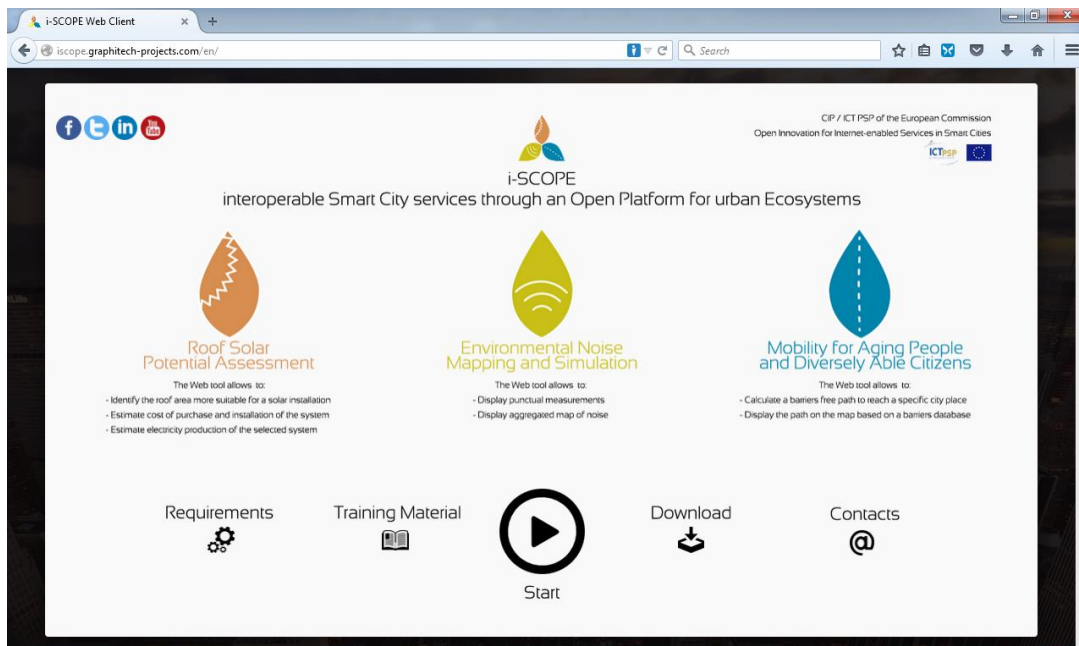 i-SCOPE Web Client
iscope.graphitech-projects.com/en/
Search
f
in
You
Tube
CIP / ICT PSP of the European Commission
Open Innovation for Internet-enabled Services in Smart Cities
ICTPSP
i-SCOPE
interoperable Smart City services through an Open Platform for urban Ecosystems
Roof Solar
Potential Assessment
The Web tool allows to:
- Identify the roof area more suitable for a solar installation
- Estimate cost of purchase and installation of the system
- Estimate electricity production of the selected system
Environmental Noise
Mapping and Simulation
The Web tool allows to:
- Display punctual measurements
- Display aggregated map of noise
Mobility for Aging People
and Diversely Able Citizens
The Web tool allows to:
- Calculate a barriers free path to reach a specific city place
- Display the path on the map based on a barriers database
Requirements
Training Material
Start
Download
Contacts
@